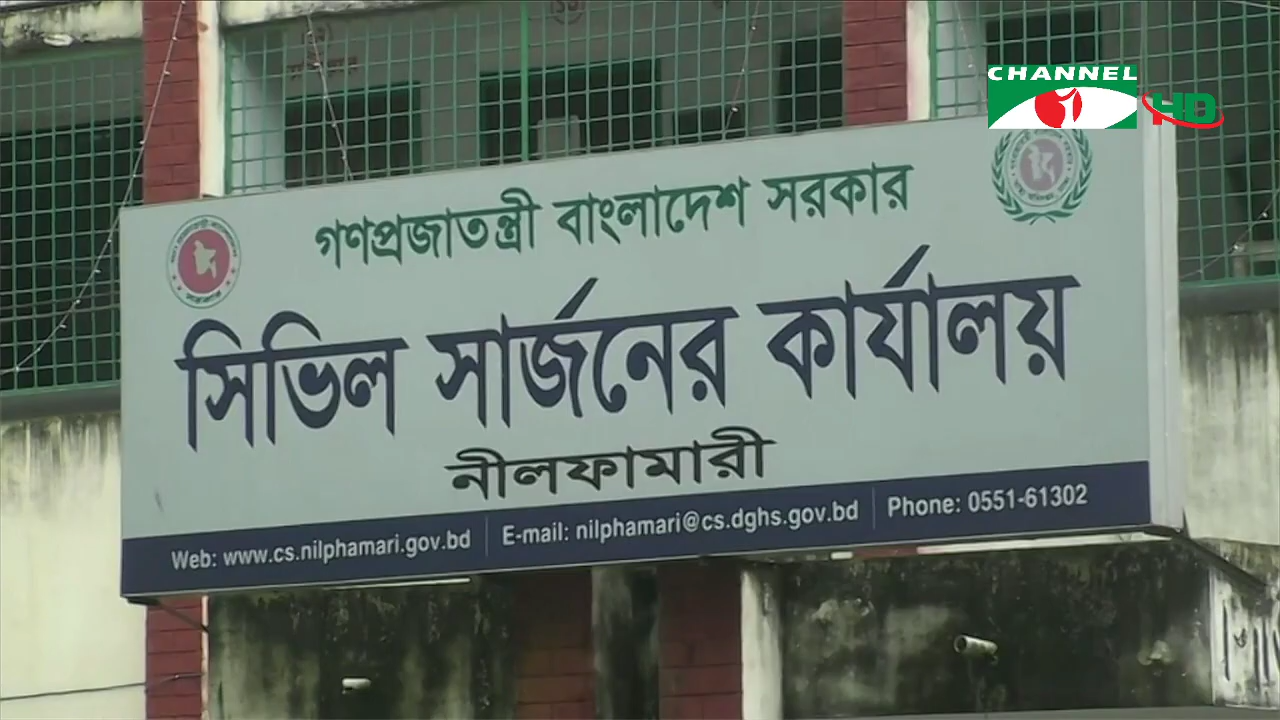 CHANNEL
i HD
গণপ্রজাতন্ত্রী বাংলাদেশ সরকার
সিভিল সার্জনের কার্যালয়
নীলফামারী
Web: www.cs.nilphamari.gov.bd E-mail: nilphamari@cs.dghs.gov.bd Phone: 0551-61302